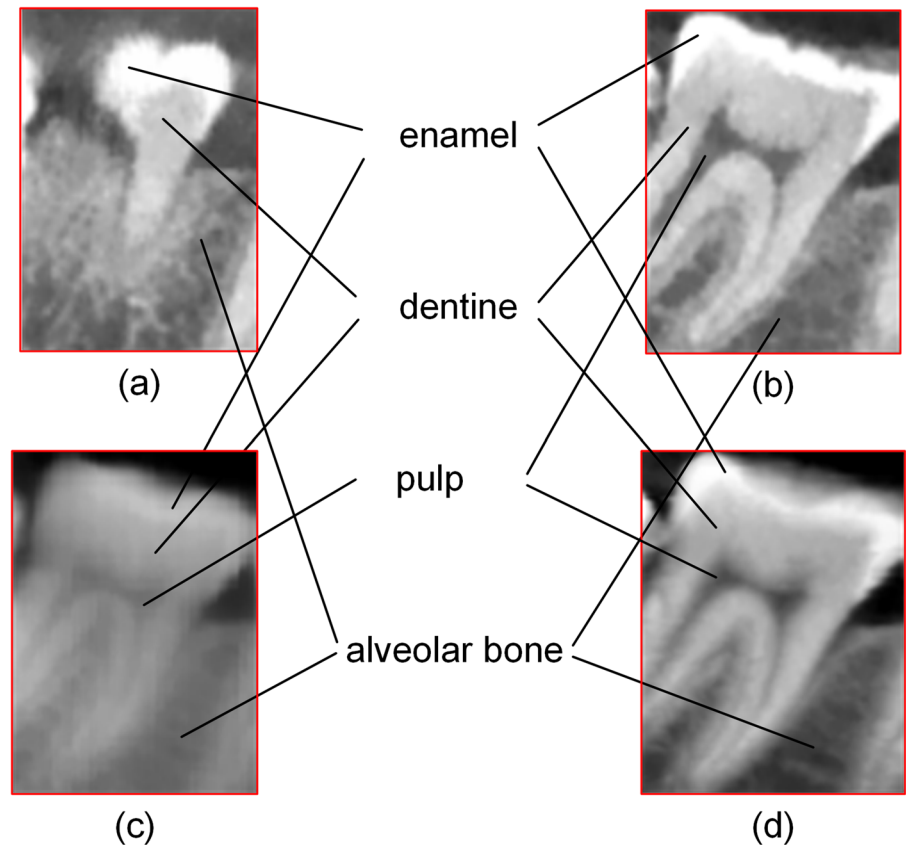 enamel
dentine
(a)
(b)
pulp
alveolar bone
(c)
(d)